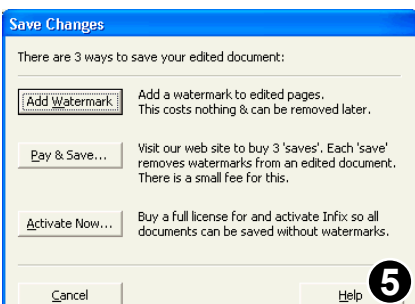 Save Changes
There are 3 ways to save your edited document:
Add Watermark
Add a watermark to edited pages.
This costs nothing & can be removed later.
Pay & Save...
Visit our web site to buy 3 'saves'. Each 'save'
removes watermarks from an edited document.
There is a small fee for this.
Activate Now...
Buy a full license for and activate Infix so all
documents can be saved without watermarks.
Cancel
Help
5